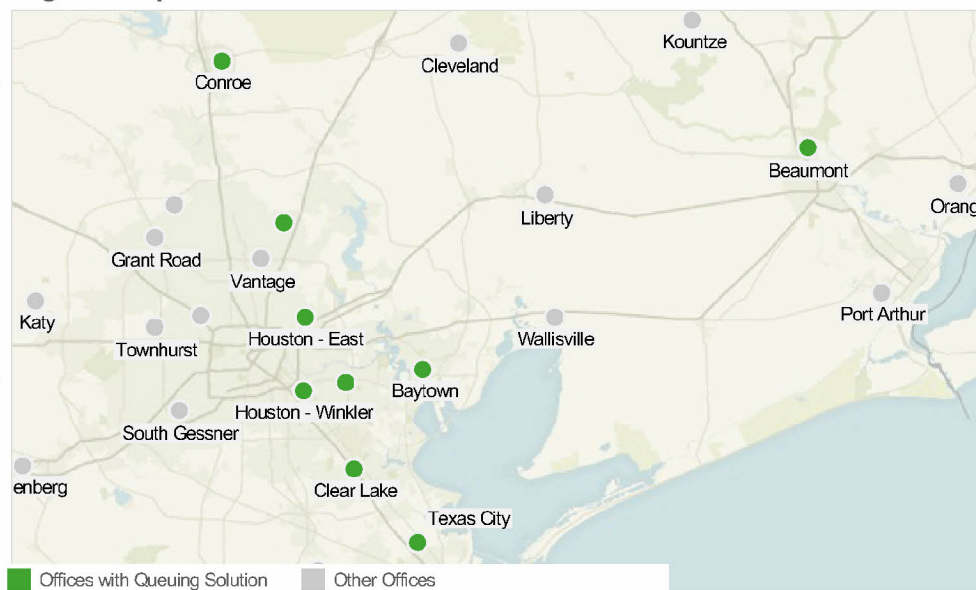 Kountze
Cleveland
Conroe
Beaumont
Orang
Liberty
Grant Road
Vantage
Katy
Port Arthur
Houston - East
Wallisville
Townhurst
Baytown
Houston - Winkler
South Gessner
enberg
Clear Lake
Texas City
Offices with Queuing Solution
Other Offices